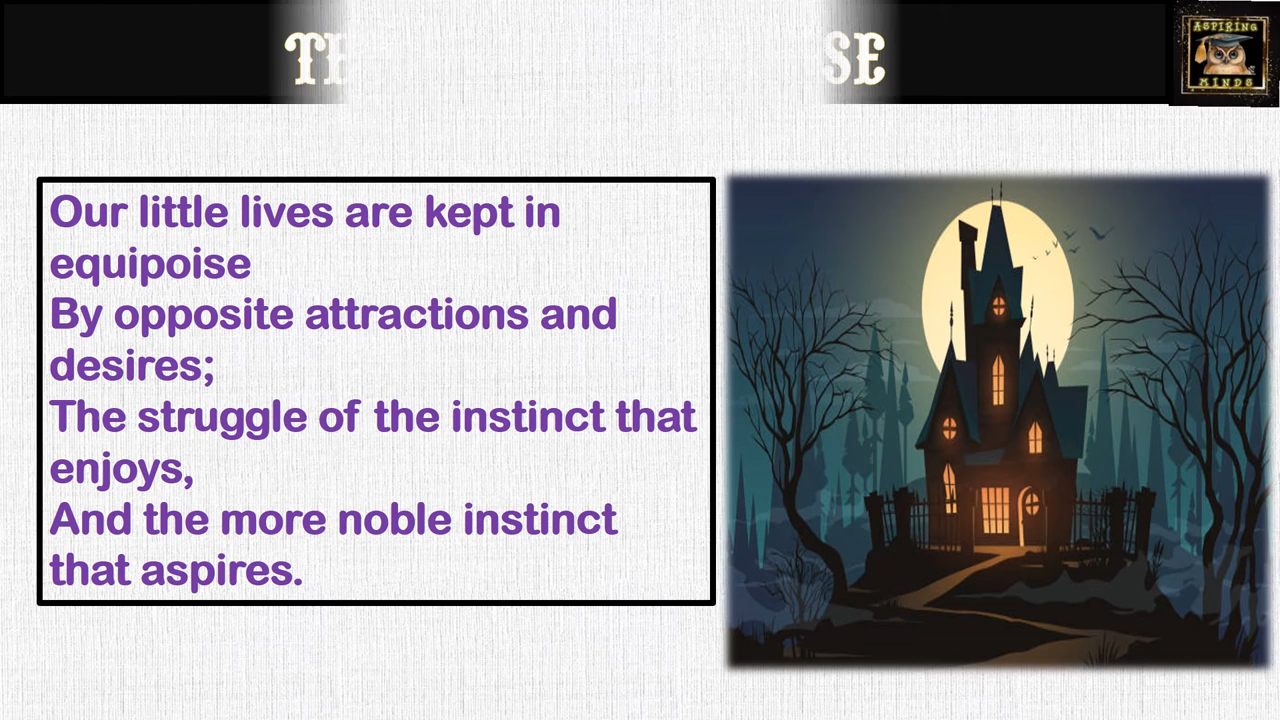 ASPIRING
MINDS
Our little lives are kept in
equipoise
By opposite attractions and
desires;
The struggle of the instinct that
enjoys,
And the more noble instinct
that aspires.